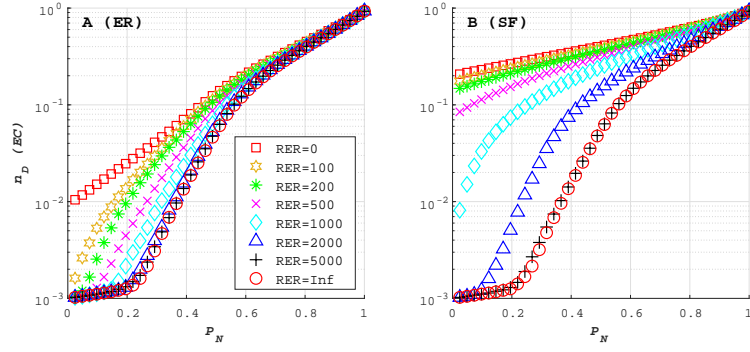 A (ER)
10^0
10^-1
10^-2
10^-3
n_D (EC)
0
0.2
0.4
0.6
0.8
1
P_N
RER=0
RER=100
RER=200
RER=500
RER=1000
RER=2000
RER=5000
RER=Inf
B (SF)
10^0
10^-1
10^-2
10^-3
0
0.2
0.4
0.6
0.8
1
P_N